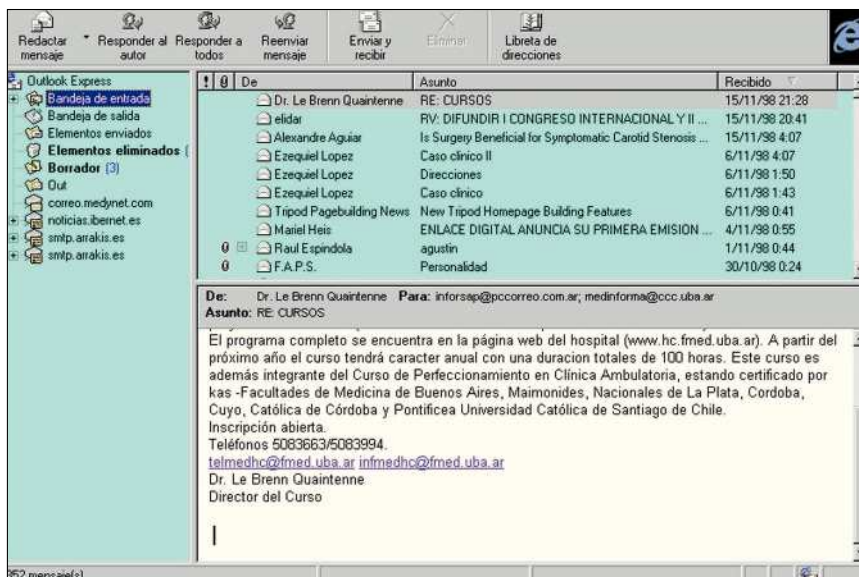 Redactar mensaje
Responder al autor
Responder a todos
Reenviar mensaje
Enviar y recibir
Eliminar
Libreta de direcciones
Outlook Express
Bandeja de entrada
Bandeja de salida
Elementos enviados
Elementos eliminados (
Borrador (3)
Out
correo.medynet.com
noticias.ibernet.es
smtp.arrakis.es
smtp.arrakis.es
! De Asunto Recibido
Dr. Le Brenn Quaintenne RE: CURSOS 15/11/98 21:28
elidar RV: DIFUNDIR I CONGRESO INTERNACIONAL Y II ... 15/11/98 20:41
Alexandre Aguiar Is Surgery Beneficial for Symptomatic Carotid Stenosis ... 15/11/98 4:07
Ezequiel Lopez Caso clinico II 6/11/98 4:07
Ezequiel Lopez Direcciones 6/11/98 1:50
Ezequiel Lopez Caso clinico 6/11/98 1:43
Tripod Pagebuilding News New Tripod Homepage Building Features 6/11/98 0:41
Mariel Heis ENLACE DIGITAL ANUNCIA SU PRIMERA EMISION ... 4/11/98 0:55
Raul Espindola agustin 1/11/98 0:44
F.A.P.S. Personalidad 30/10/98 0:24
De: Dr. Le Brenn Quaintenne Para: inforsap@pccorreo.com.ar; medinforma@ccc.uba.ar
Asunto: RE: CURSOS
El programa completo se encuentra en la página web del hospital (www.hc.fmed.uba.ar). A partir del
próximo año el curso tendrá caracter anual con una duracion totales de 100 horas. Este curso es
además integrante del Curso de Perfeccionamiento en Clínica Ambulatoria, estando certificado por
kas -Facultades de Medicina de Buenos Aires, Maimonides, Nacionales de La Plata, Cordoba,
Cuyo, Católica de Córdoba y Pontificea Universidad Católica de Santiago de Chile.
Inscripción abierta.
Teléfonos 5083663/5083994.
telmedhc@fmed.uba.ar infmedhc@fmed.uba.ar
Dr. Le Brenn Quaintenne
Director del Curso
352 mensaje(s)